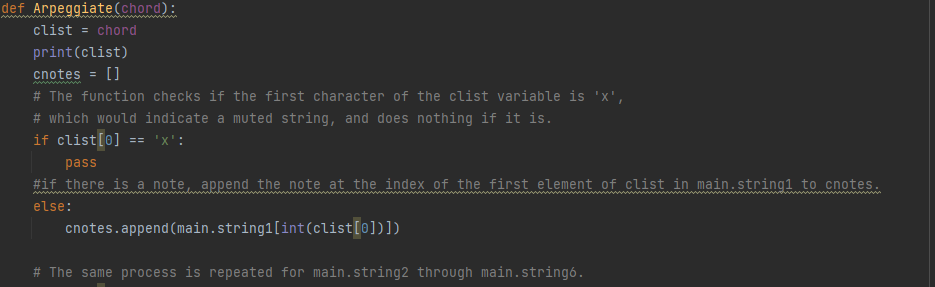 def Arpeggiate(chord):
    clist = chord
    print(clist)
    cnotes = []
    # The function checks if the first character of the clist variable is 'x',
    # which would indicate a muted string, and does nothing if it is.
    if clist[0] == 'x':
        pass
    #if there is a note, append the note at the index of the first element of clist in main.string1 to cnotes.
    else:
        cnotes.append(main.string1[int(clist[0])])
    # The same process is repeated for main.string2 through main.string6.